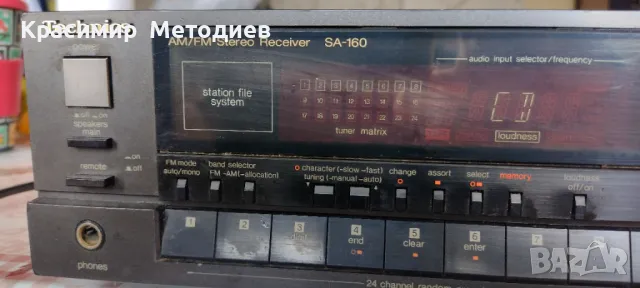 Красимир Методиев
Technics
AM/FM Stereo Receiver SA-160
power
audio input selector/frequency
station file
system
1 2 3 4 5 6 7 8
9 10 11 12 13 14 15 16
17 18 19 20 21 22 23 24
tuner matrix
CD
loudness
off on
speakers
main
remote
on
off
FM mode
auto/mono
band selector
FM-AM(-allocation)
character(-slow-fast)
tuning(-manual-auto)
change
assort
select
memory
loudness
off/on
1
2
3
4
5
6
7
end
clear
enter
phones
24 channel random
BAZAR